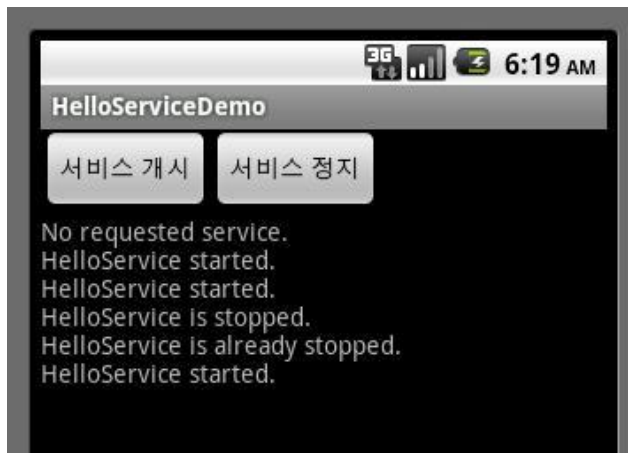 3G 6:19 AM
HelloServiceDemo
서비스 개시 서비스 정지
No requested service.
HelloService started.
HelloService started.
HelloService is stopped.
HelloService is already stopped.
HelloService started.